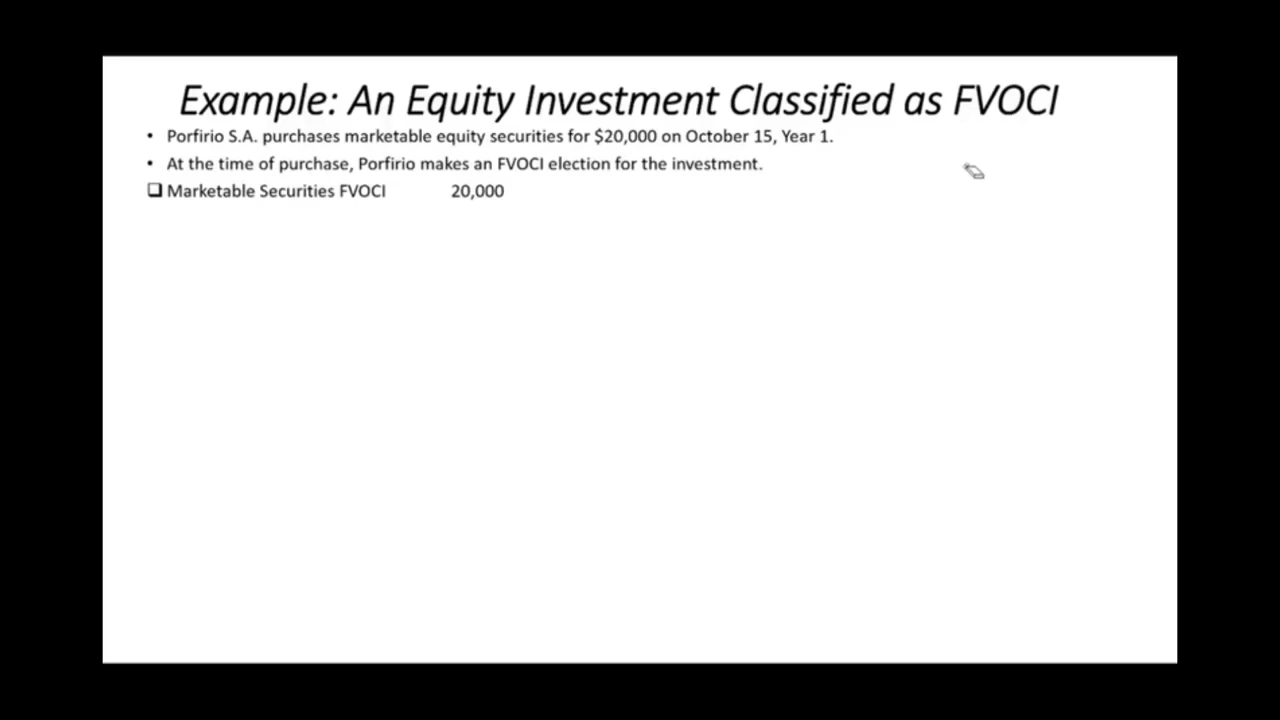 Example: An Equity Investment Classified as FVOCI
• Porfirio S.A. purchases marketable equity securities for $20,000 on October 15, Year 1.
• At the time of purchase, Porfirio makes an FVOCI election for the investment.
❑ Marketable Securities FVOCI 20,000